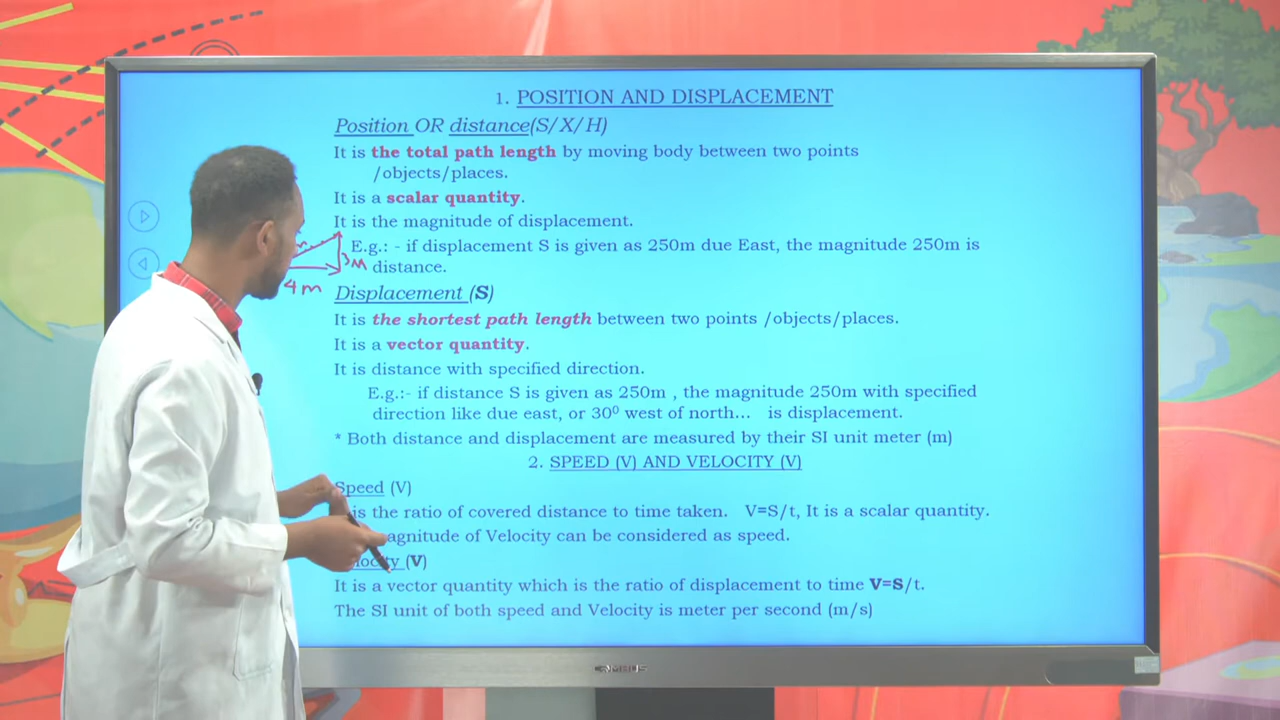 1. POSITION AND DISPLACEMENT
Position OR distance(S/X/H)
It is the total path length by moving body between two points
/objects/places.
It is a scalar quantity.
It is the magnitude of displacement.
E.g.: - if displacement S is given as 250m due East, the magnitude 250m is
distance.
3M
4m
Displacement (S)
It is the shortest path length between two points /objects/places.
It is a vector quantity.
It is distance with specified direction.
E.g.:- if distance S is given as 250m , the magnitude 250m with specified
direction like due east, or 30⁰ west of north... is displacement.
* Both distance and displacement are measured by their SI unit meter (m)
2. SPEED (V) AND VELOCITY (V)
Speed (V)
is the ratio of covered distance to time taken. V=S/t, It is a scalar quantity.
of Velocity can be considered as speed.
(V)
It is a vector quantity which is the ratio of displacement to time V=S/t.
The SI unit of both speed and Velocity is meter per second (m/s)